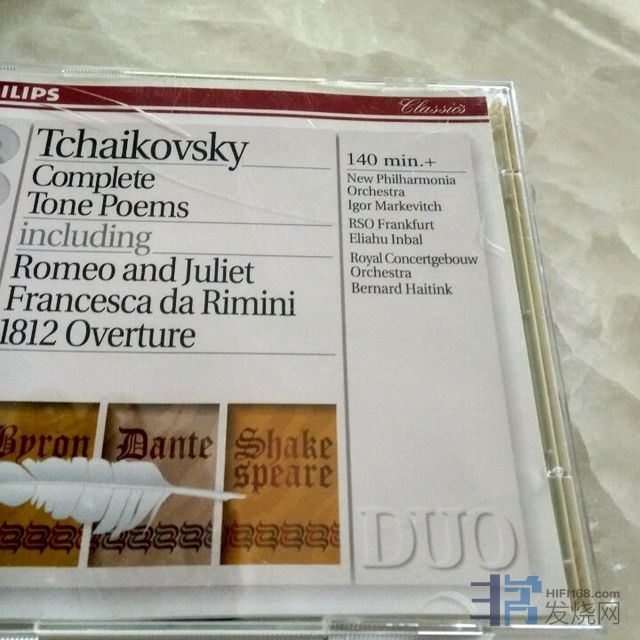 ILIPS
Classics
Tchaikovsky
Complete
Tone Poems
including
Romeo and Juliet
Francesca da Rimini
1812 Overture
140 min.+
New Philharmonia
Orchestra
Igor Markevitch
RSO Frankfurt
Eliahu Inbal
Royal Concertgebouw
Orchestra
Bernard Haitink
Byron
Dante
Shake
speare
DUO
HIFI168.com
发烧网